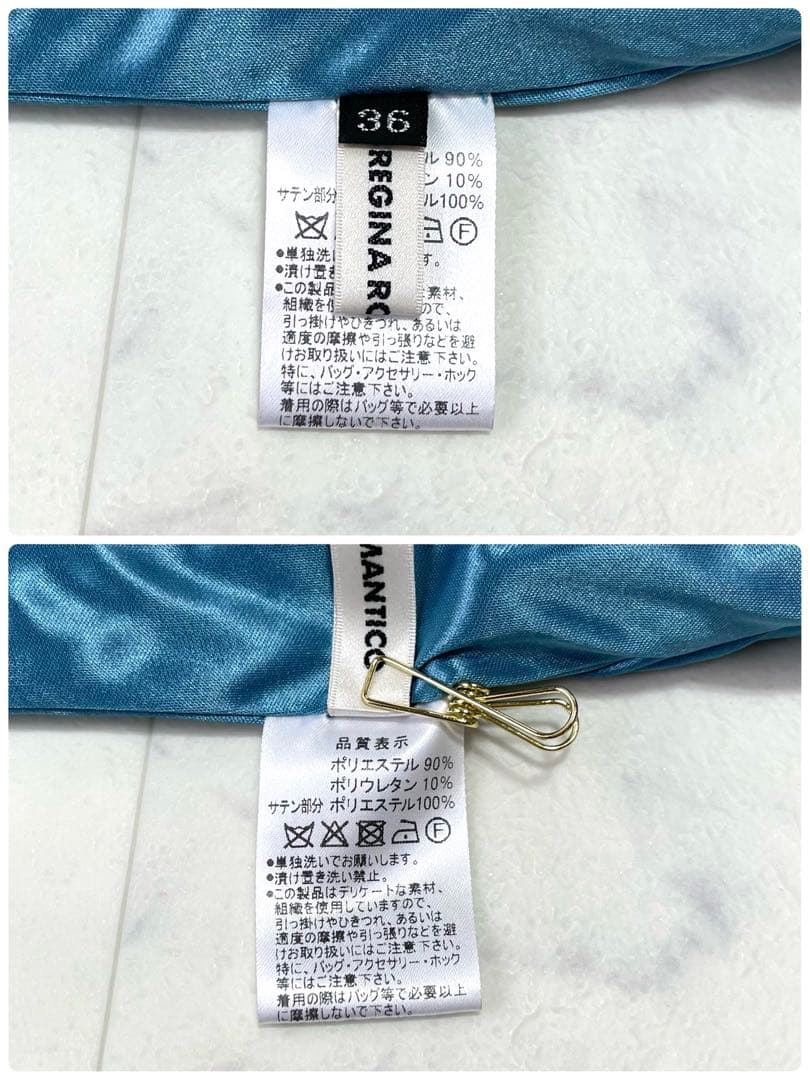 36
REGINA RO
ル 90%
ン 10%
サテン部分 ル100%
F
●単独洗い す。
●漬け置き
●この製品 素材、
組織を使 ので、
引っ掛けやひきつれ、あるいは
適度の摩擦や引っ張りなどを避
けお取り扱いにはご注意下さい。
特に、バッグ・アクセサリー・ホック
等にはご注意下さい。
着用の際はバッグ等で必要以上
に摩擦しないで下さい。
MANTICO
品質表示
ポリエステル 90%
ポリウレタン 10%
サテン部分 ポリエステル100%
F
●単独洗いでお願いします。
●漬け置き洗い禁止。
●この製品はデリケートな素材、
組織を使用していますので、
引っ掛けやひきつれ、あるいは
適度の摩擦や引っ張りなどを避
けお取り扱いにはご注意下さい。
特に、バッグ・アクセサリー・ホック
等にはご注意下さい。
着用の際はバッグ等で必要以上
に摩擦しないで下さい。